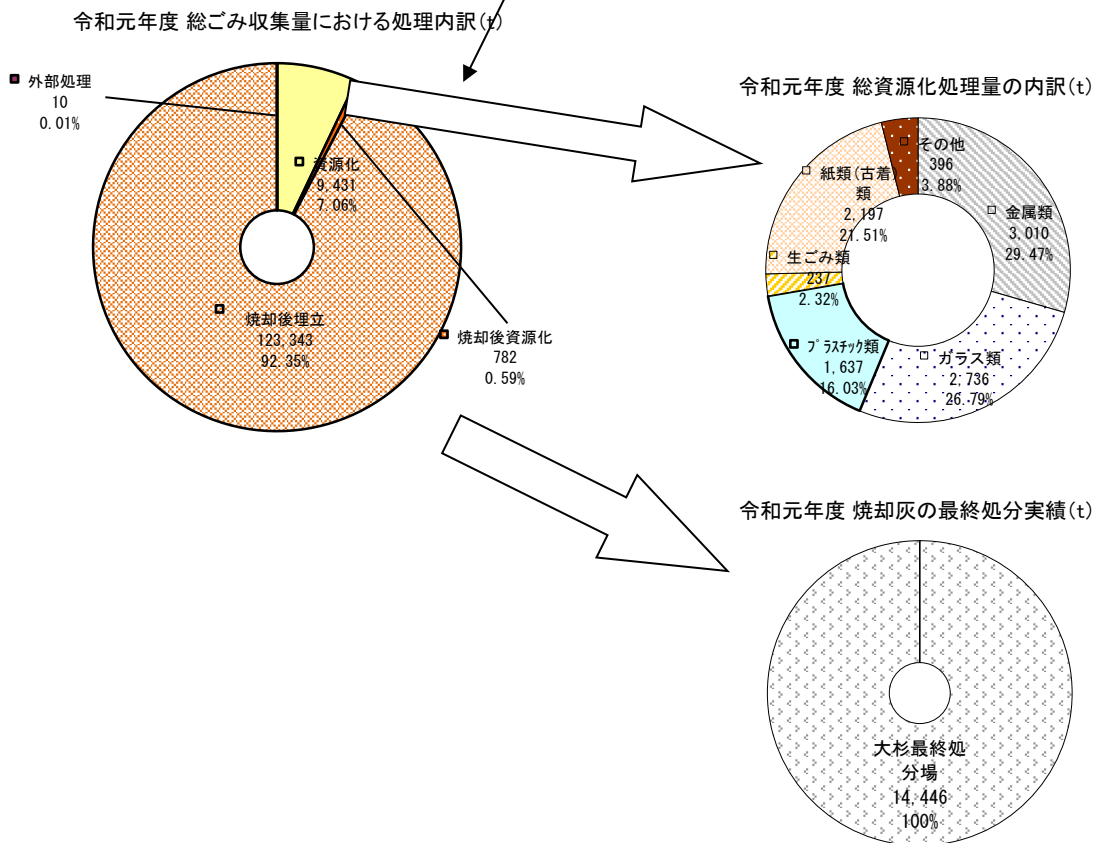 令和元年度 総ごみ収集量における処理内訳(t)
外部処理
10
0.01%
資源化
9,431
7.06%
焼却後埋立
123,343
92.35%
焼却後資源化
782
0.59%
令和元年度 総資源化処理量の内訳(t)
その他
396
3.88%
紙類(古着)
類
2,197
21.51%
金属類
3,010
29.47%
生ごみ類
237
2.32%
プラスチック類
1,637
16.03%
ガラス類
2,736
26.79%
令和元年度 焼却灰の最終処分実績(t)
大杉最終処
分場
14,446
100%